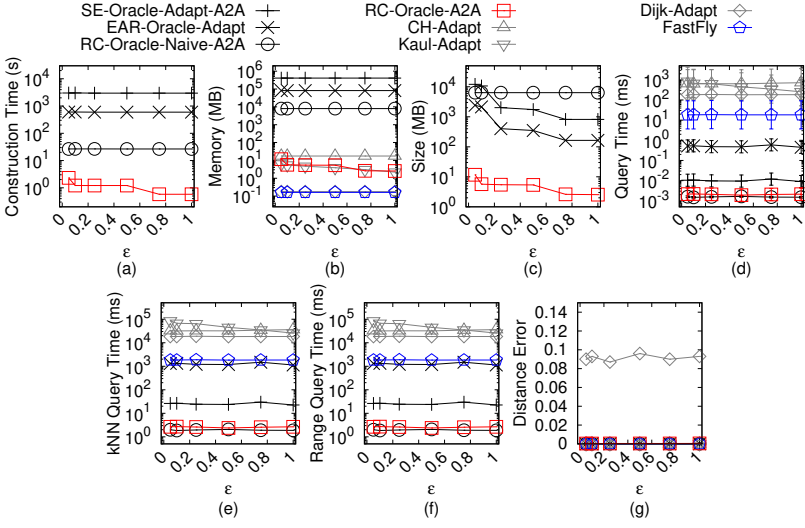 SE-Oracle-Adapt-A2A
EAR-Oracle-Adapt
RC-Oracle-Naive-A2A
RC-Oracle-A2A
CH-Adapt
Kaul-Adapt
Dijk-Adapt
FastFly
Construction Time (s)
10^4
10^3
10^2
10^1
10^0
0 0.2 0.4 0.6 0.8 1
ε
(a)
Memory (MB)
10^6
10^5
10^4
10^3
10^2
10^1
10^0
10^-1
0 0.2 0.4 0.6 0.8 1
ε
(b)
Size (MB)
10^4
10^3
10^2
10^1
10^0
0 0.2 0.4 0.6 0.8 1
ε
(c)
Query Time (ms)
10^3
10^2
10^1
10^0
10^-1
10^-2
10^-3
0 0.2 0.4 0.6 0.8 1
ε
(d)
kNN Query Time (ms)
10^5
10^4
10^3
10^2
10^1
10^0
0 0.2 0.4 0.6 0.8 1
ε
(e)
Range Query Time (ms)
10^5
10^4
10^3
10^2
10^1
10^0
0 0.2 0.4 0.6 0.8 1
ε
(f)
Distance Error
0.14
0.12
0.1
0.08
0.06
0.04
0.02
0
0 0.2 0.4 0.6 0.8 1
ε
(g)